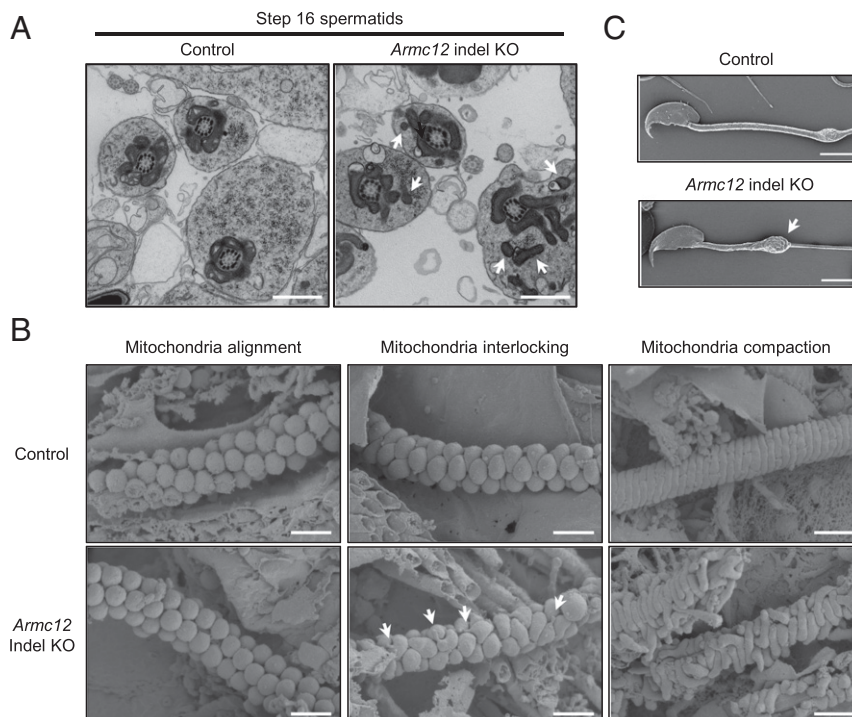 A
Step 16 spermatids
Control
Armc12 indel KO
C
Control
Armc12 indel KO
B
Mitochondria alignment
Mitochondria interlocking
Mitochondria compaction
Control
Armc12
Indel KO